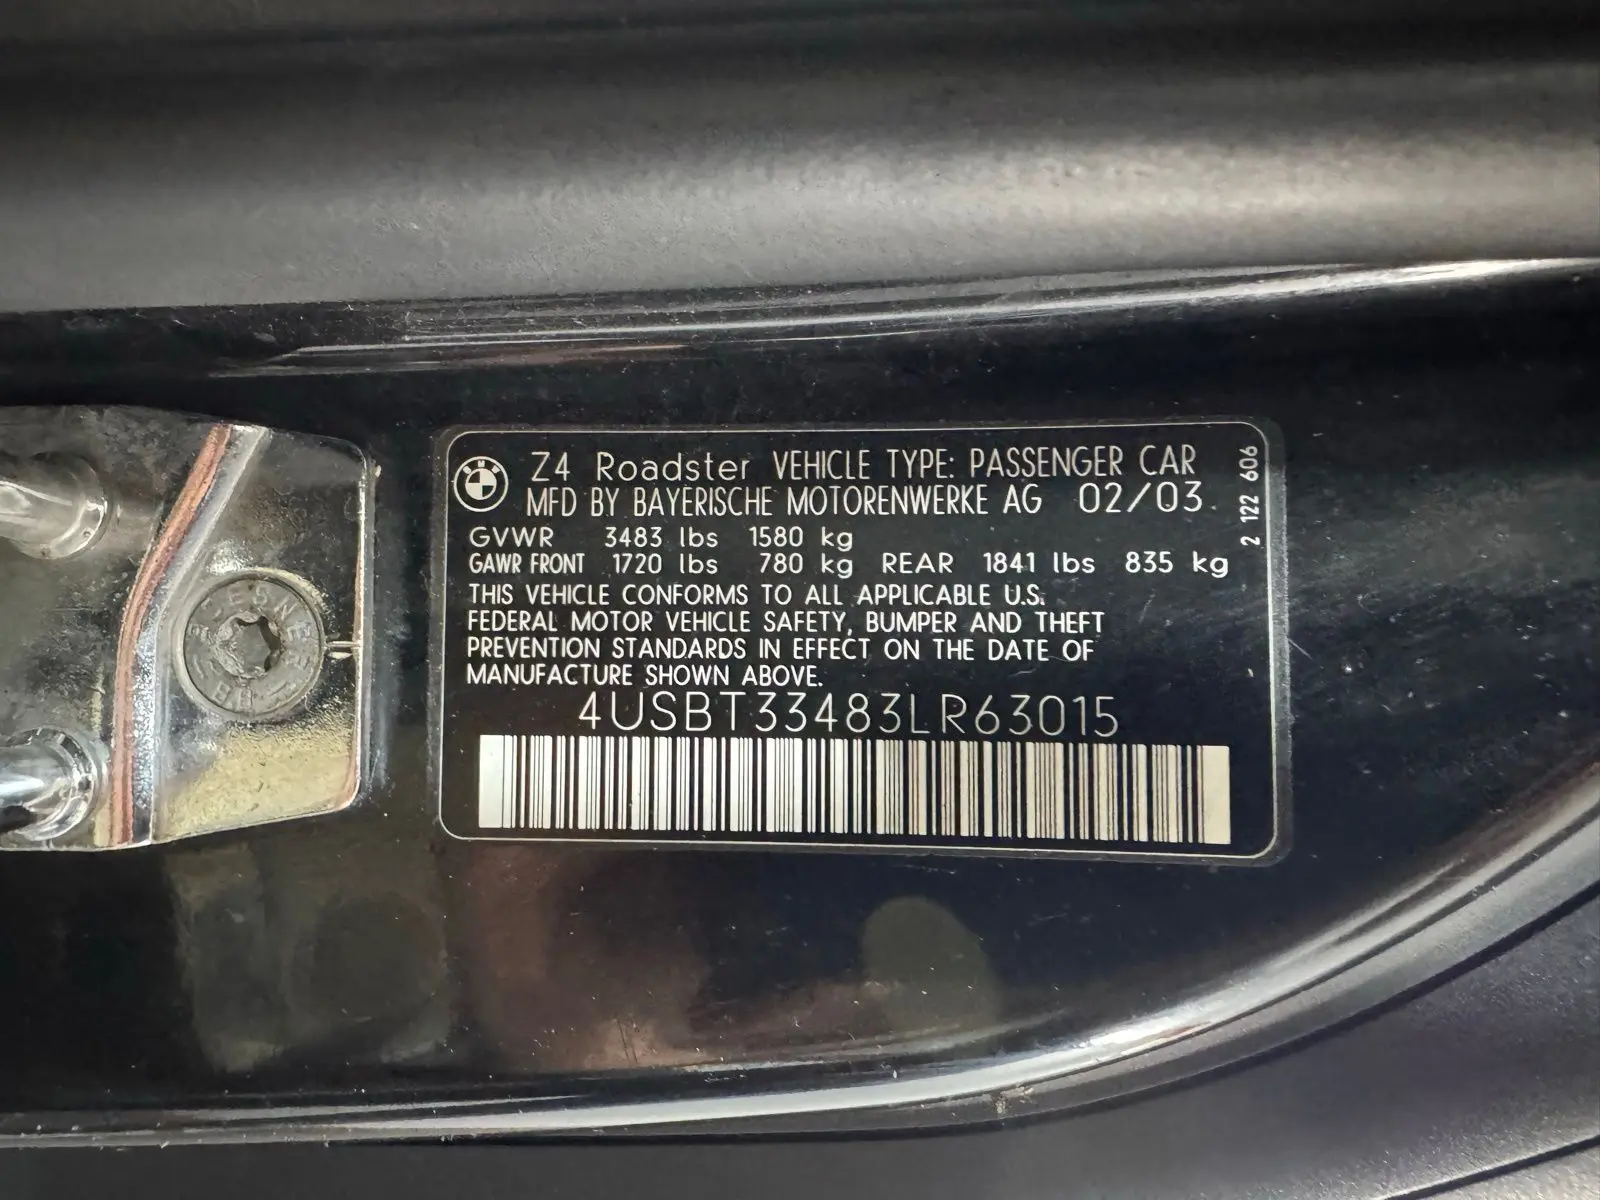 Z4 Roadster VEHICLE TYPE: PASSENGER CAR
MFD BY BAYERISCHE MOTORENWERKE AG 02/03
GVWR 3483 lbs 1580 kg
GAWR FRONT 1720 lbs 780 kg REAR 1841 lbs 835 kg
THIS VEHICLE CONFORMS TO ALL APPLICABLE U.S.
FEDERAL MOTOR VEHICLE SAFETY, BUMPER AND THEFT
PREVENTION STANDARDS IN EFFECT ON THE DATE OF
MANUFACTURE SHOWN ABOVE.
4USBT33483LR63015
2 122 606